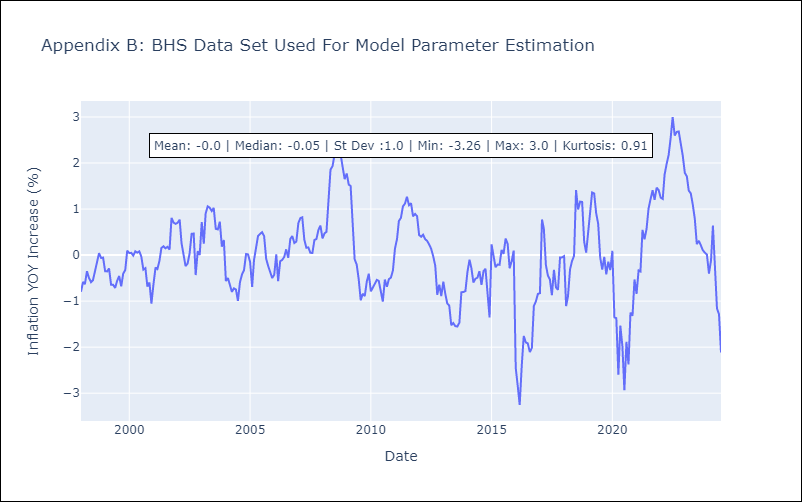 Appendix B: BHS Data Set Used For Model Parameter Estimation
3
Mean: -0.0 | Median: -0.05 | St Dev :1.0 | Min: -3.26 | Max: 3.0 | Kurtosis: 0.91
2
1
0
−1
−2
−3
Inflation YOY Increase (%)
2000 2005 2010 2015 2020
Date